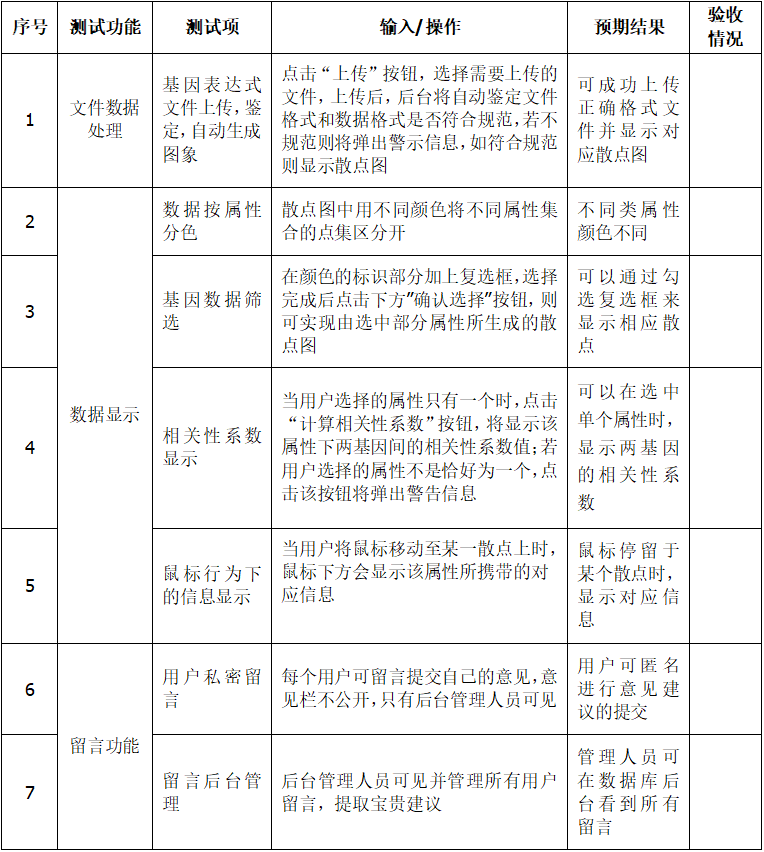 序号 测试功能 测试项 输入/操作 预期结果 验收
情况
1
文件数据
处理
基因表达式
文件上传，鉴
定，自动生成
图象
点击“上传”按钮，选择需要上传的
文件，上传后，后台将自动鉴定文件
格式和数据格式是否符合规范，若不
规范则将弹出警示信息，如符合规范
则显示散点图
可成功上传
正确格式文
件并显示对
应散点图
2
数据显示
数据按属性
分色
散点图中用不同颜色将不同属性集
合的点集区分开
不同类属性
颜色不同
3
基因数据筛
选
在颜色的标识部分加上复选框，选择
完成后点击下方”确认选择”按钮，则
可实现由选中部分属性所生成的散
点图
可以通过勾
选复选框来
显示相应散
点
4
相关性系数
显示
当用户选择的属性只有一个时，点击
“计算相关性系数”按钮，将显示该
属性下两基因间的相关性系数值；若
用户选择的属性不是恰好为一个，点
击该按钮将弹出警告信息
可以在选中
单个属性时，
显示两基因
的相关性系
数
5
鼠标行为下
的信息显示
当用户将鼠标移动至某一散点上时，
鼠标下方会显示该属性所携带的对
应信息
鼠标停留于
某个散点时，
显示对应信
息
6
留言功能
用户私密留
言
每个用户可留言提交自己的意见，意
见栏不公开，只有后台管理人员可见
用户可匿名
进行意见建
议的提交
7
留言后台管
理
后台管理人员可见并管理所有用户
留言，提取宝贵建议
管理人员可
在数据库后
台看到所有
留言